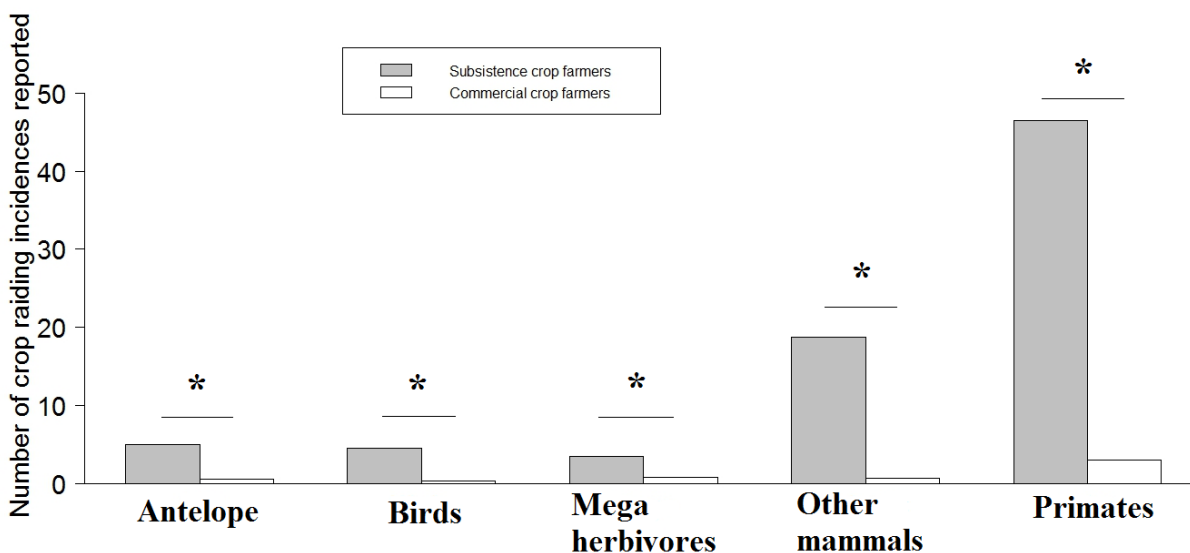 Number of crop raiding incidences reported
Subsistence crop farmers
Commercial crop farmers
50
40
30
20
10
0
*
*
*
*
*
Antelope
Birds
Mega
herbivores
Other
mammals
Primates